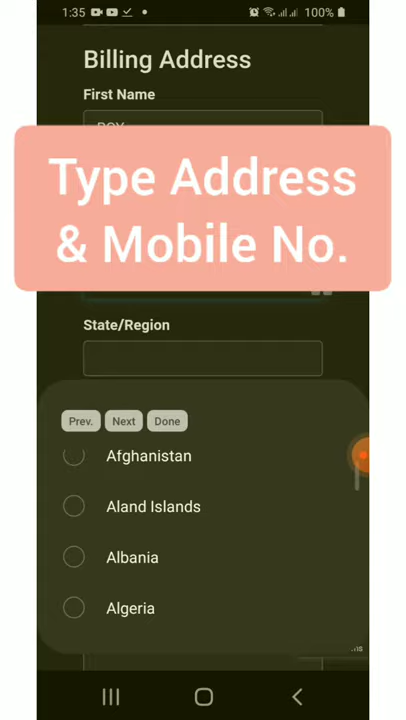 1:35
100%
Billing Address
First Name
Type Address
& Mobile No.
State/Region
Prev. Next Done
Afghanistan
Aland Islands
Albania
Algeria